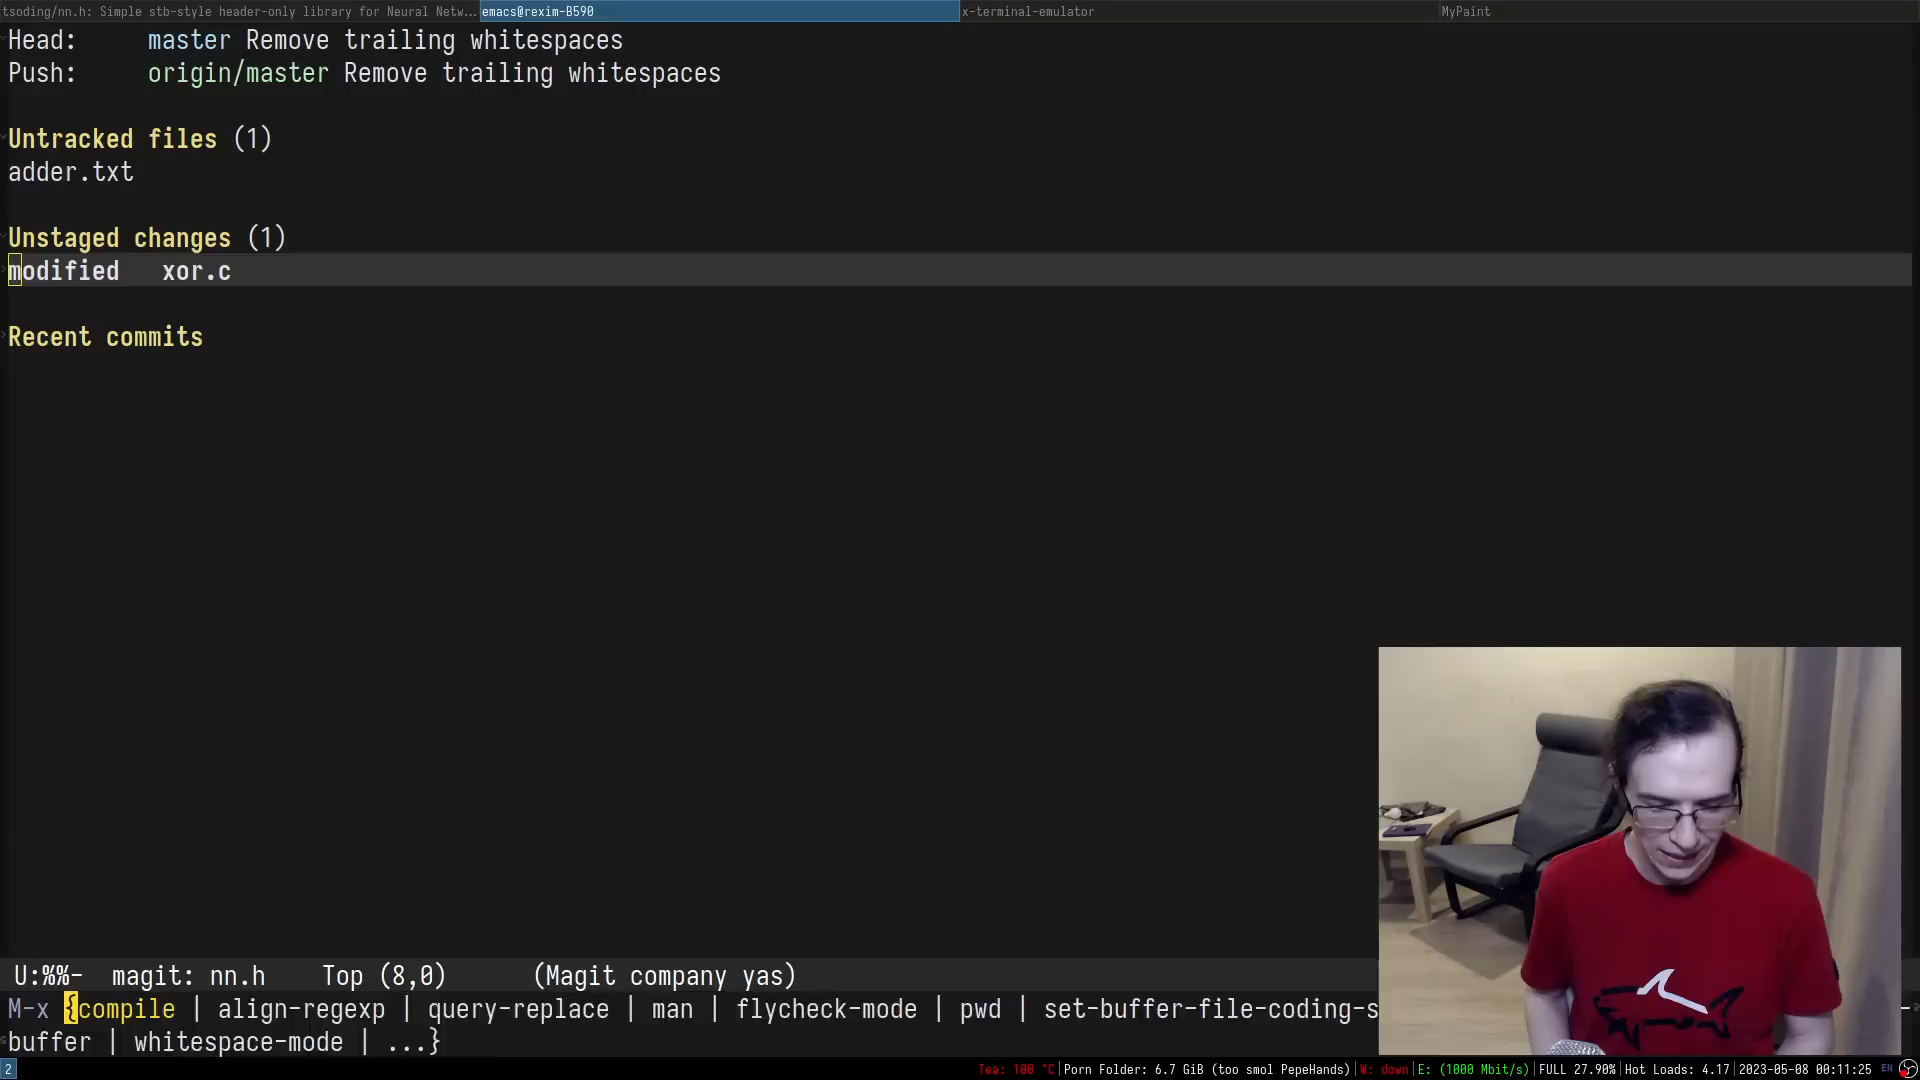 tsoding/nn.h: Simple stb-style header-only library for Neural Netw... emacs@rexim-B590 x-terminal-emulator MyPaint
Head: master Remove trailing whitespaces
Push: origin/master Remove trailing whitespaces
Untracked files (1)
adder.txt
Unstaged changes (1)
modified xor.c
Recent commits
U:%%- magit: nn.h Top (8,0) (Magit company yas)
M-x {compile | align-regexp | query-replace | man | flycheck-mode | pwd | set-buffer-file-coding-s
buffer | whitespace-mode | ...}
2 Tea: 100 °C Porn Folder: 6.7 GiB (too smol PepeHands) W: down E: (1000 Mbit/s) FULL 27.90% Hot Loads: 4.17 2023-05-08 00:11:25 EN